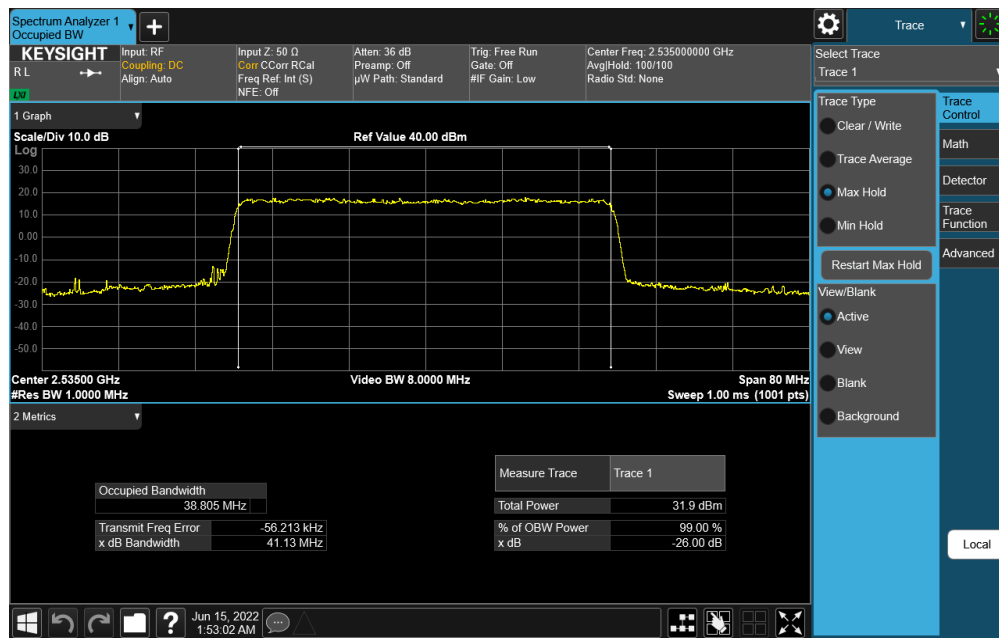 Spectrum Analyzer 1
Occupied BW
Trace
KEYSIGHT
R L
LXI
Input: RF
Coupling: DC
Align: Auto
Input Z: 50 Ω
Corr CCorr RCal
Freq Ref: Int (S)
NFE: Off
Atten: 36 dB
Preamp: Off
µW Path: Standard
Trig: Free Run
Gate: Off
#IF Gain: Low
Center Freq: 2.535000000 GHz
Avg|Hold: 100/100
Radio Std: None
Select Trace
Trace 1
1 Graph
Scale/Div 10.0 dB
Ref Value 40.00 dBm
Log
30.0
20.0
10.0
0.00
-10.0
-20.0
-30.0
-40.0
-50.0
Center 2.53500 GHz
#Res BW 1.0000 MHz
Video BW 8.0000 MHz
Span 80 MHz
Sweep 1.00 ms (1001 pts)
Trace Type
Clear / Write
Trace Average
Max Hold
Min Hold
Restart Max Hold
View/Blank
Active
View
Blank
Background
Trace
Control
Math
Detector
Trace
Function
Advanced
2 Metrics
Occupied Bandwidth
38.805 MHz
Transmit Freq Error -56.213 kHz
x dB Bandwidth 41.13 MHz
Measure Trace Trace 1
Total Power 31.9 dBm
% of OBW Power 99.00 %
x dB -26.00 dB
Local
Jun 15, 2022
1:53:02 AM